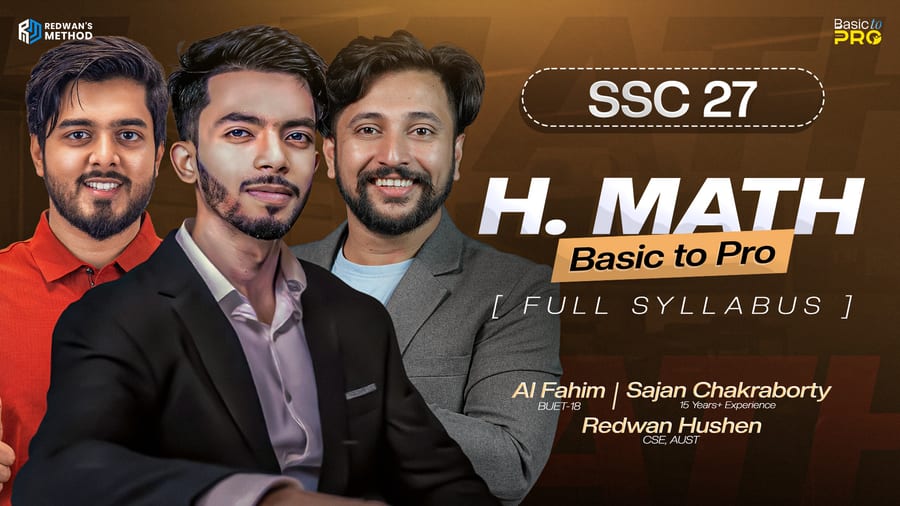 REDWAN'S
METHOD
Basic to
PRO
SSC 27
H. MATH
Basic to Pro
[ FULL SYLLABUS ]
Al Fahim | Sajan Chakraborty
BUET-18 15 Years+ Experience
Redwan Hushen
CSE, AUST